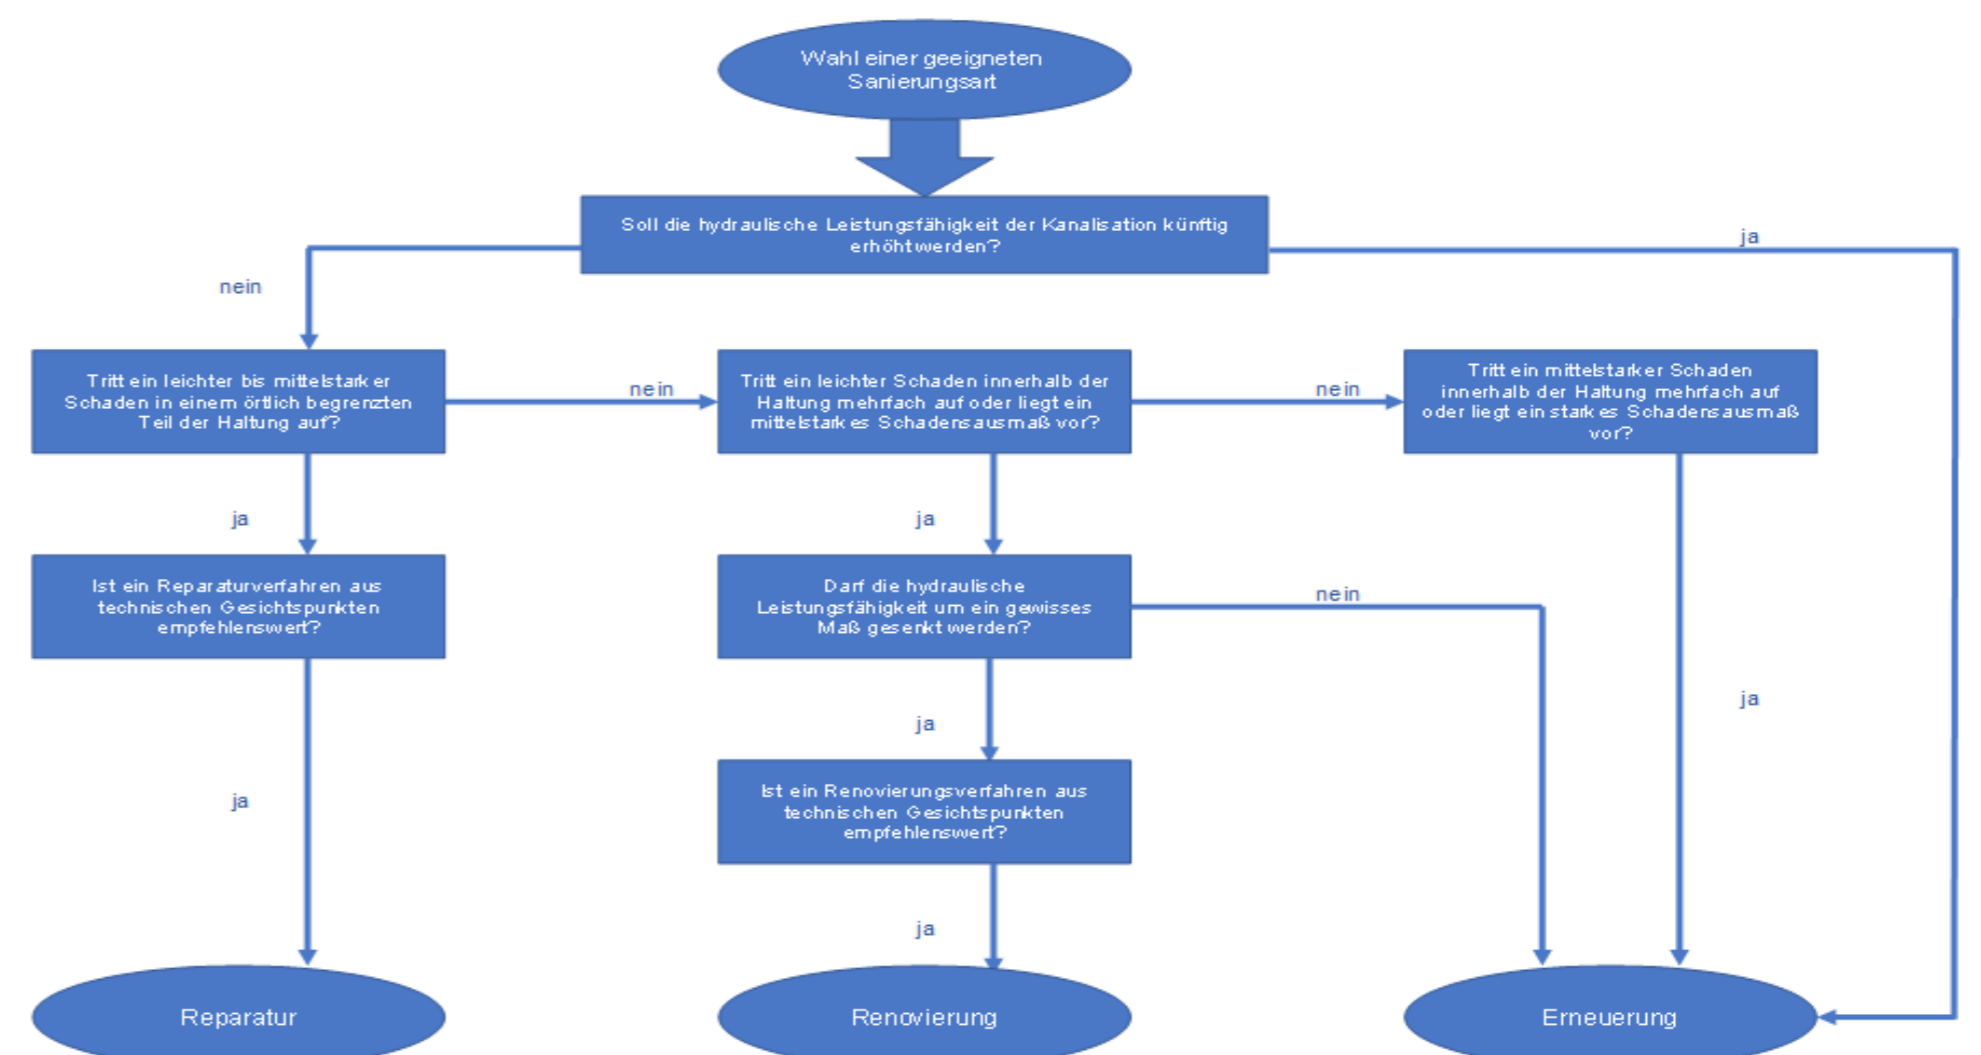 Wahl einer geeigneten
Sanierungsart
Soll die hydraulische Leistungsfähigkeit der Kanalisation künftig
erhöht werden?
ja
nein
Tritt ein leichter bis mittelstarker
Schaden in einem örtlich begrenzten
Teil der Haltung auf?
nein
Tritt ein leichter Schaden innerhalb der
Haltung mehrfach auf oder liegt ein
mittelstarkes Schadensausmaß vor?
nein
Tritt ein mittelstarker Schaden
innerhalb der Haltung mehrfach auf
oder liegt ein starkes Schadensausmaß
vor?
ja
ja
Ist ein Reparaturverfahren aus
technischen Gesichtspunkten
empfehlenswert?
Darf die hydraulische
Leistungsfähigkeit um ein gewisses
Maß gesenkt werden?
nein
ja
ja
Ist ein Renovierungsverfahren aus
technischen Gesichtspunkten
empfehlenswert?
ja
ja
Reparatur
Renovierung
Erneuerung